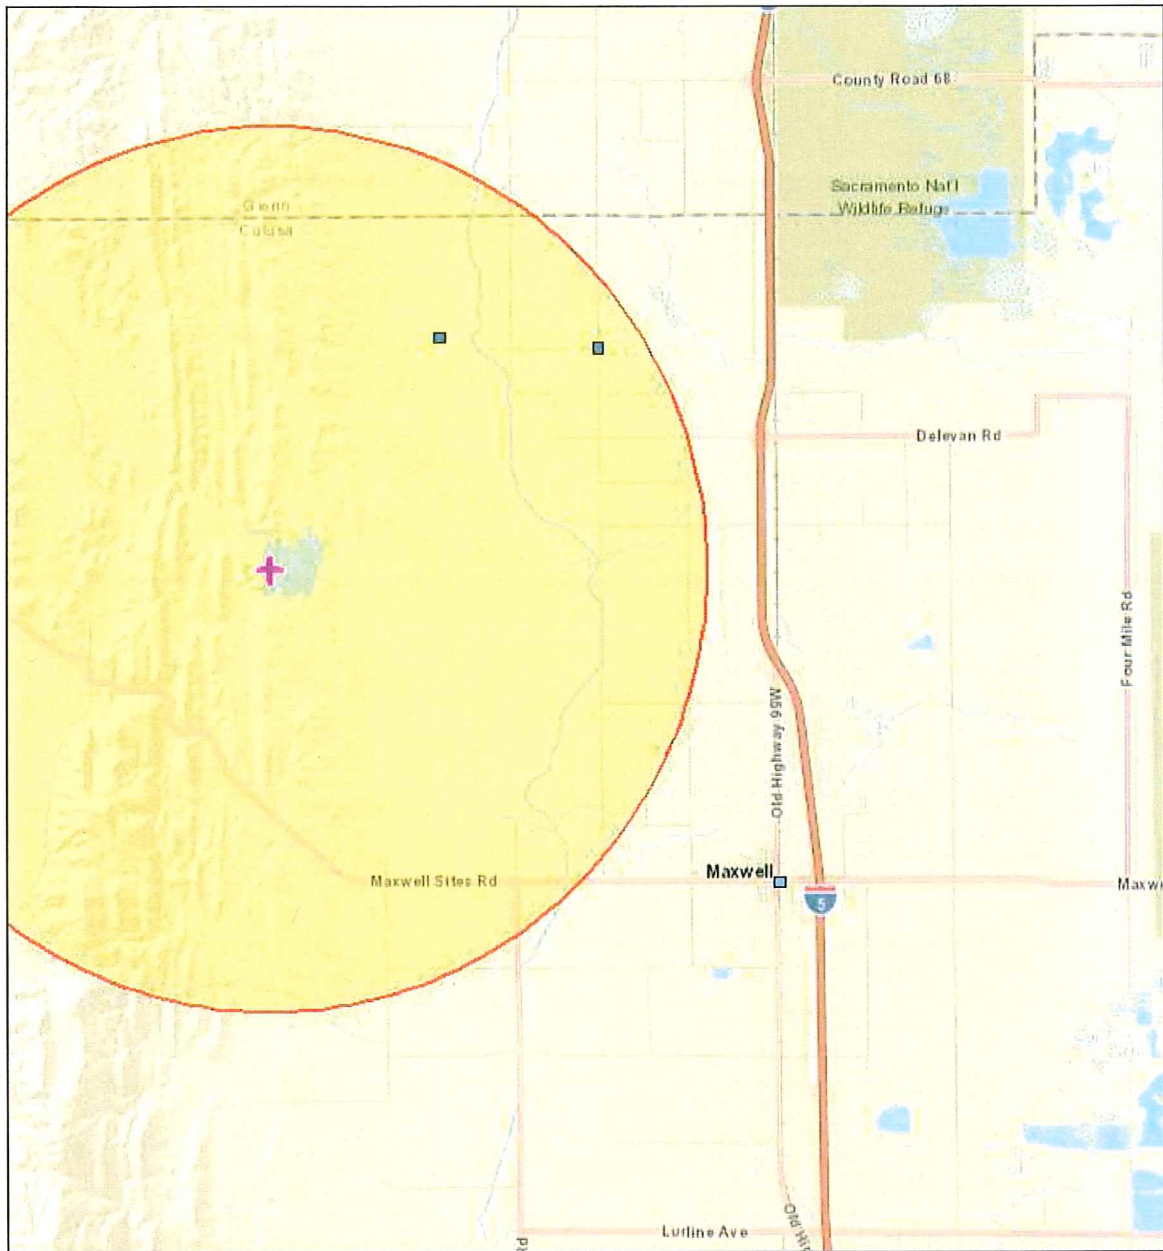 County Road 68
Sacramento Nat'l
Wildlife Refuge
Glenn
Colusa
Delevan Rd
Four Mile Rd
Old Highway 99W
Maxwell
Maxwell Sites Rd
5
Lurline Ave
Rd